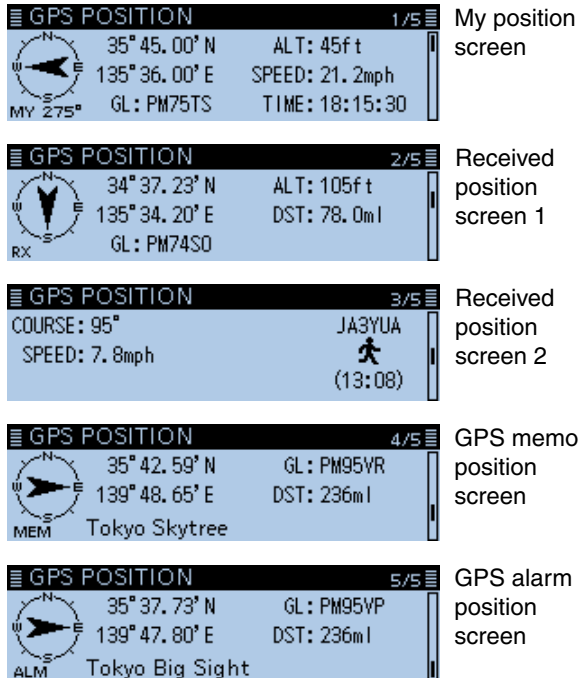 GPS POSITION 1/5
N
W E
S
MY 275°
35°45.00’N ALT: 45ft
135°36.00’E SPEED: 21.2mph
GL: PM75TS TIME: 18:15:30
My position
screen
GPS POSITION 2/5
N
W E
S
RX
34°37.23’N ALT: 105ft
135°34.20’E DST: 78.0ml
GL: PM74SO
Received
position
screen 1
GPS POSITION 3/5
COURSE: 95° JA3YUA
SPEED: 7.8mph
(13:08)
Received
position
screen 2
GPS POSITION 4/5
N
W E
S
MEM
35°42.59’N GL: PM95VR
139°48.65’E DST: 236ml
Tokyo Skytree
GPS memo
position
screen
GPS POSITION 5/5
N
W E
S
ALM
35°37.73’N GL: PM95VP
139°47.80’E DST: 236ml
Tokyo Big Sight
GPS alarm
position
screen